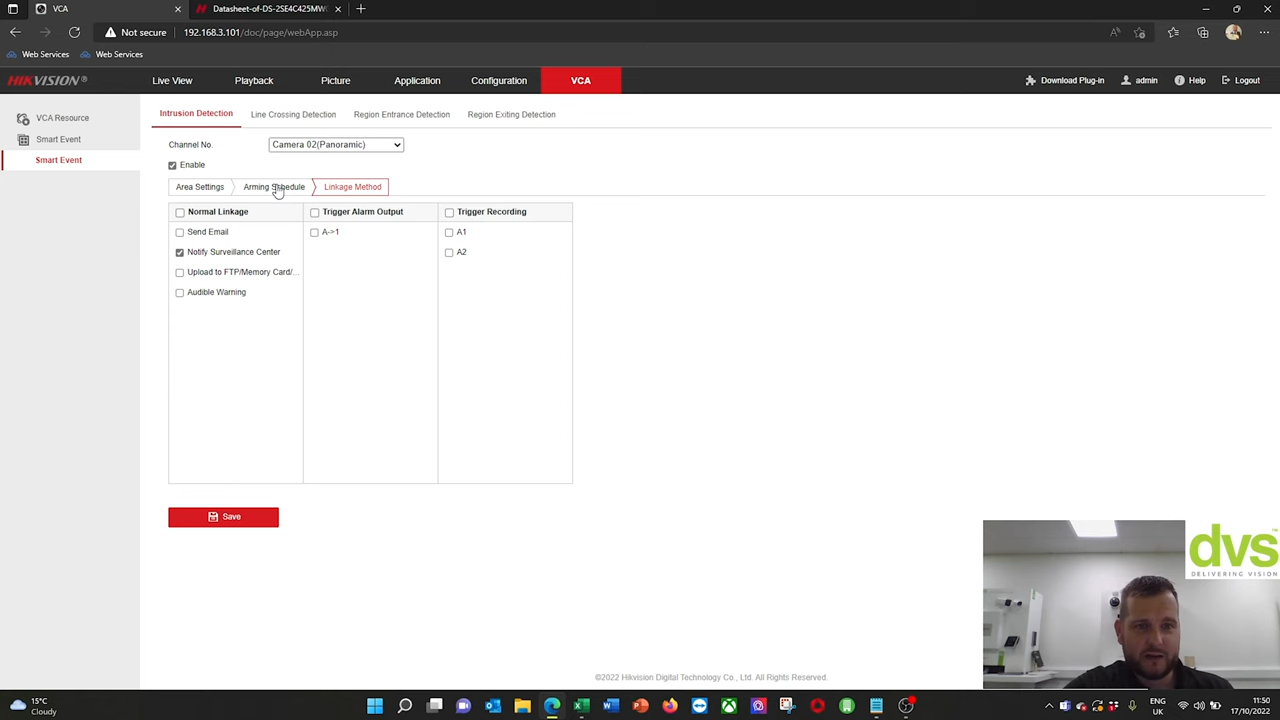 VCA
Datasheet-of-DS-2SE4C425MW
Not secure
192.168.3.101/doc/page/webApp.asp
Web Services
Web Services
HIKVISION®
Live View
Playback
Picture
Application
Configuration
VCA
Download Plug-in
admin
Help
Logout
VCA Resource
Smart Event
Smart Event
Intrusion Detection
Line Crossing Detection
Region Entrance Detection
Region Exiting Detection
Channel No.
Camera 02(Panoramic)
Enable
Area Settings
Arming Schedule
Linkage Method
Normal Linkage
Trigger Alarm Output
Trigger Recording
Send Email
A->1
A1
Notify Surveillance Center
A2
Upload to FTP/Memory Card/...
Audible Warning
Save
dvs™
DELIVERING VISION
©2022 Hikvision Digital Technology Co., Ltd. All Rights Reserved.
15°C
Cloudy
ENG
UK
11:50
17/10/2022